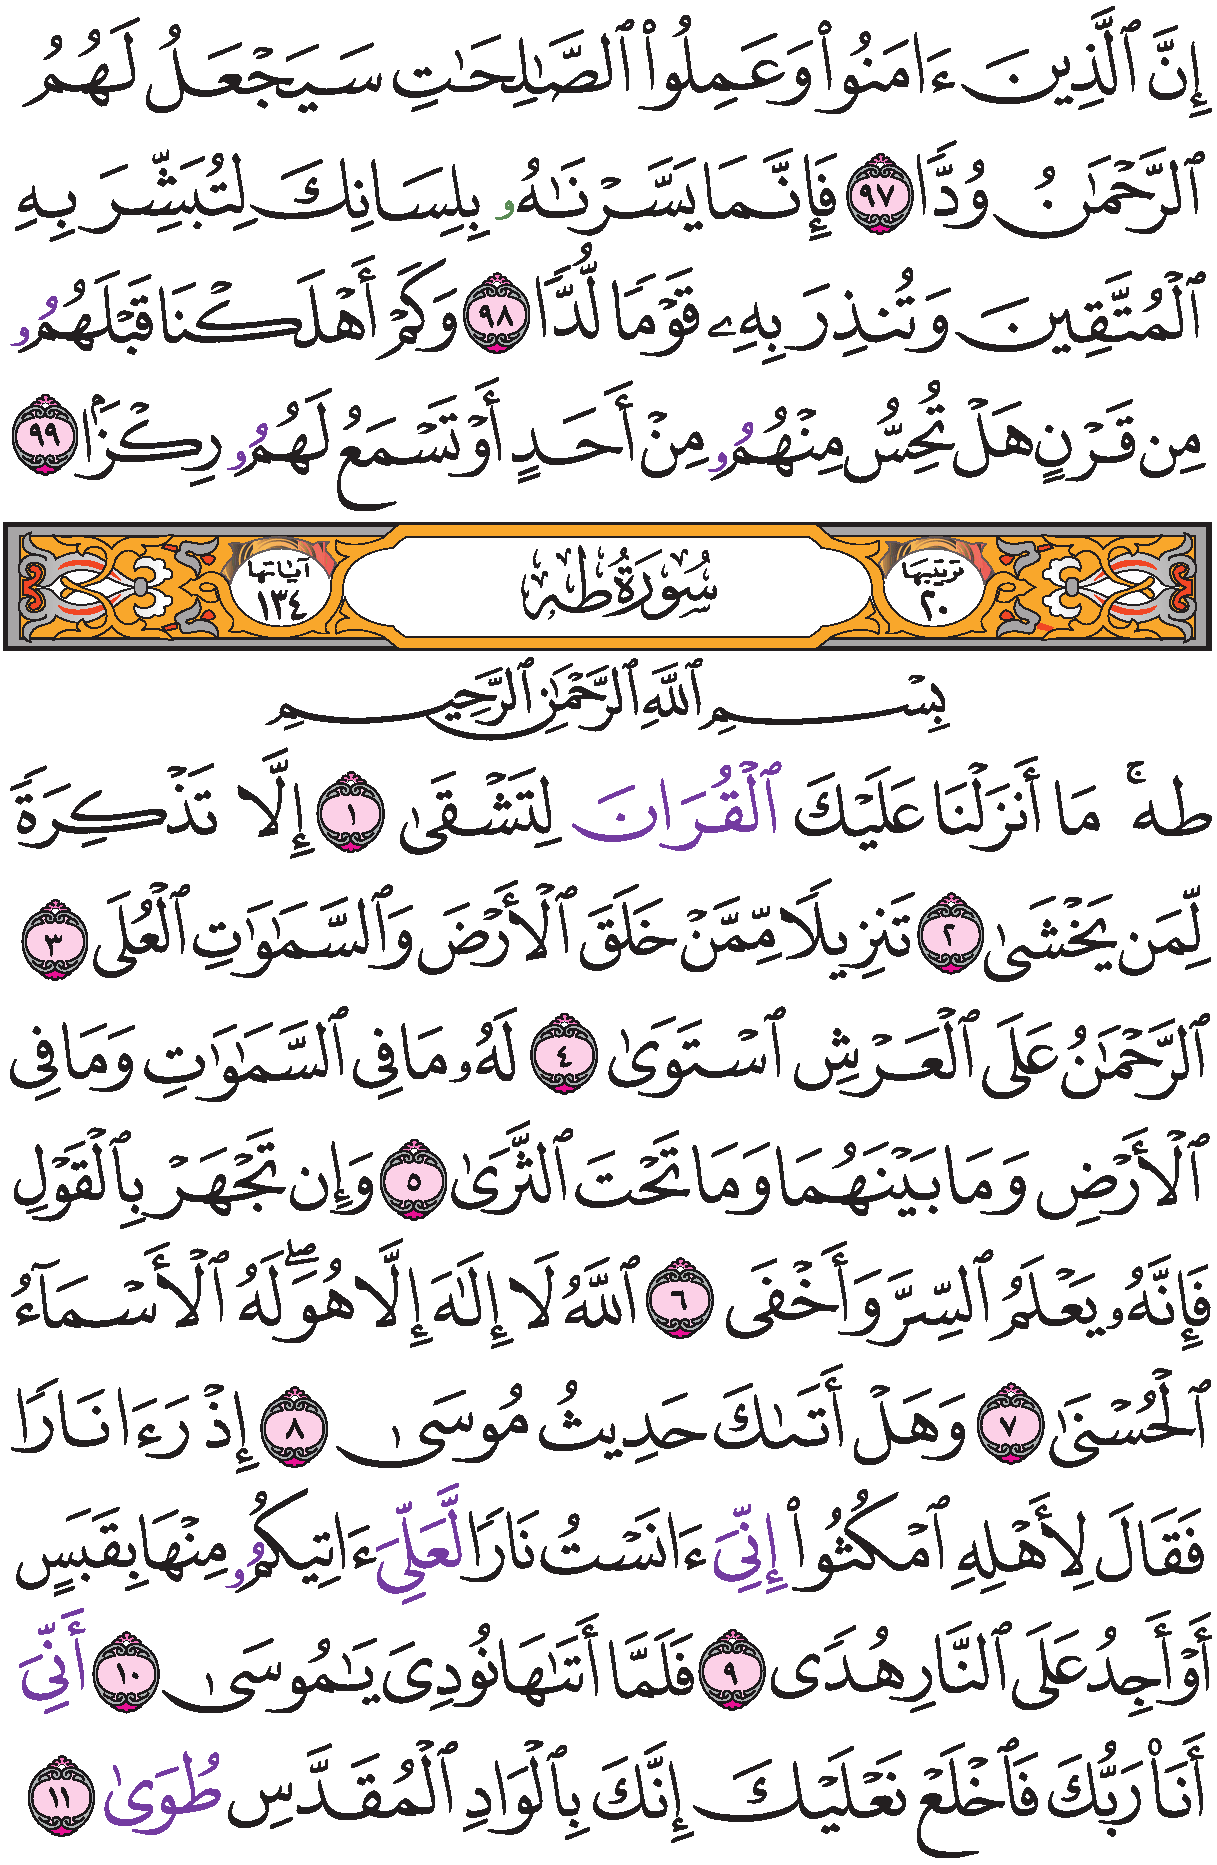 إِنَّ ٱلَّذِينَ ءَامَنُوا۟ وَعَمِلُوا۟ ٱلصَّـٰلِحَـٰتِ سَيَجْعَلُ لَهُمُ
ٱلرَّحْمَـٰنُ وُدًّا ٩٧ فَإِنَّمَا يَسَّرْنَـٰهُۥ بِلِسَانِكَ لِتُبَشِّرَ بِهِ
ٱلْمُتَّقِينَ وَتُنذِرَ بِهِۦ قَوْمًا لُّدًّا ٩٨ وَكَمْ أَهْلَكْنَا قَبْلَهُمُۥ
مِن قَرْنٍ هَلْ تُحِسُّ مِنْهُمُۥ مِنْ أَحَدٍ أَوْ تَسْمَعُ لَهُمُۥ رِكْزًۢا ٩٩
ترتيبها ٢٠ سُورَةُ طه آياتها ١٣٤
بِسْمِ ٱللَّهِ ٱلرَّحْمَـٰنِ ٱلرَّحِيمِ
طه ۚ مَا أَنزَلْنَا عَلَيْكَ ٱلْقُرَانَ لِتَشْقَىٰ ١ إِلَّا تَذْكِرَةً
لِّمَن يَخْشَىٰ ٢ تَنزِيلًا مِّمَّنْ خَلَقَ ٱلْأَرْضَ وَٱلسَّمَـٰوَٰتِ ٱلْعُلَى ٣
ٱلرَّحْمَـٰنُ عَلَى ٱلْعَرْشِ ٱسْتَوَىٰ ٤ لَهُۥ مَا فِي ٱلسَّمَـٰوَٰتِ وَمَا فِي
ٱلْأَرْضِ وَمَا بَيْنَهُمَا وَمَا تَحْتَ ٱلثَّرَىٰ ٥ وَإِن تَجْهَرْ بِٱلْقَوْلِ
فَإِنَّهُۥ يَعْلَمُ ٱلسِّرَّ وَأَخْفَى ٦ ٱللَّهُ لَا إِلَـٰهَ إِلَّا هُوَ ۖ لَهُ ٱلْأَسْمَآءُ
ٱلْحُسْنَىٰ ٧ وَهَلْ أَتَىٰكَ حَدِيثُ مُوسَىٰ ٨ إِذْ رَءَا نَارًا
فَقَالَ لِأَهْلِهِ ٱمْكُثُوا۟ إِنِّيَ ءَانَسْتُ نَارًا لَّعَلِّيَ ءَاتِيكُمُۥ مِنْهَا بِقَبَسٍ
أَوْ أَجِدُ عَلَى ٱلنَّارِ هُدًى ٩ فَلَمَّا أَتَىٰهَا نُودِيَ يَـٰمُوسَىٰ ١٠ أَنِّيَ
أَنَا۠ رَبُّكَ فَٱخْلَعْ نَعْلَيْكَ إِنَّكَ بِٱلْوَادِ ٱلْمُقَدَّسِ طُوَىٰ ١١